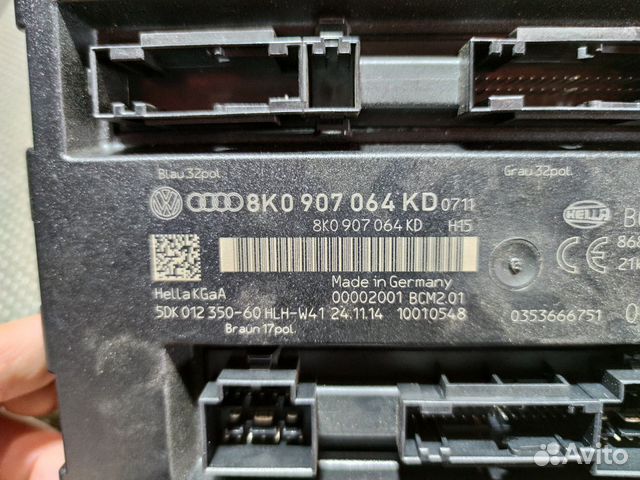 Blau 32pol.
Grau 32pol.
8K0 907 064 KD 0711
8K0 907 064 KD H15
HELLA
Made in Germany
Hella KGaA
00002001 BCM2.01
5DK 012 350-60 HLH-W41 24.11.14 10010548
0353666751
Braun 17pol.
Avito